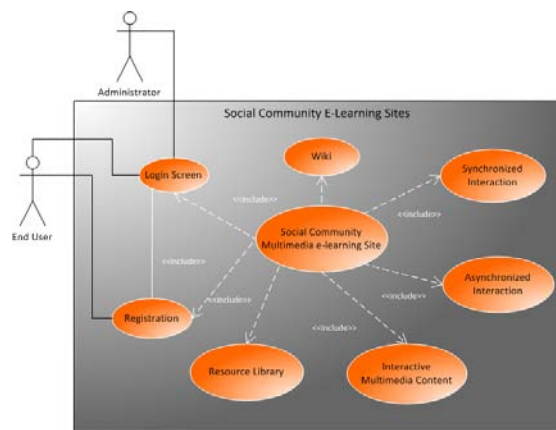 Administrator
Social Community E-Learning Sites
Wiki
Login Screen
Synchronized
Interaction
<<include>>
<<include>>
End User
Social Community
Multimedia e-learning Site
<<include>>
Asynchronized
Interaction
<<include>>
<<include>>
Registration
<<include>>
Resource Library
Interactive
Multimedia Content